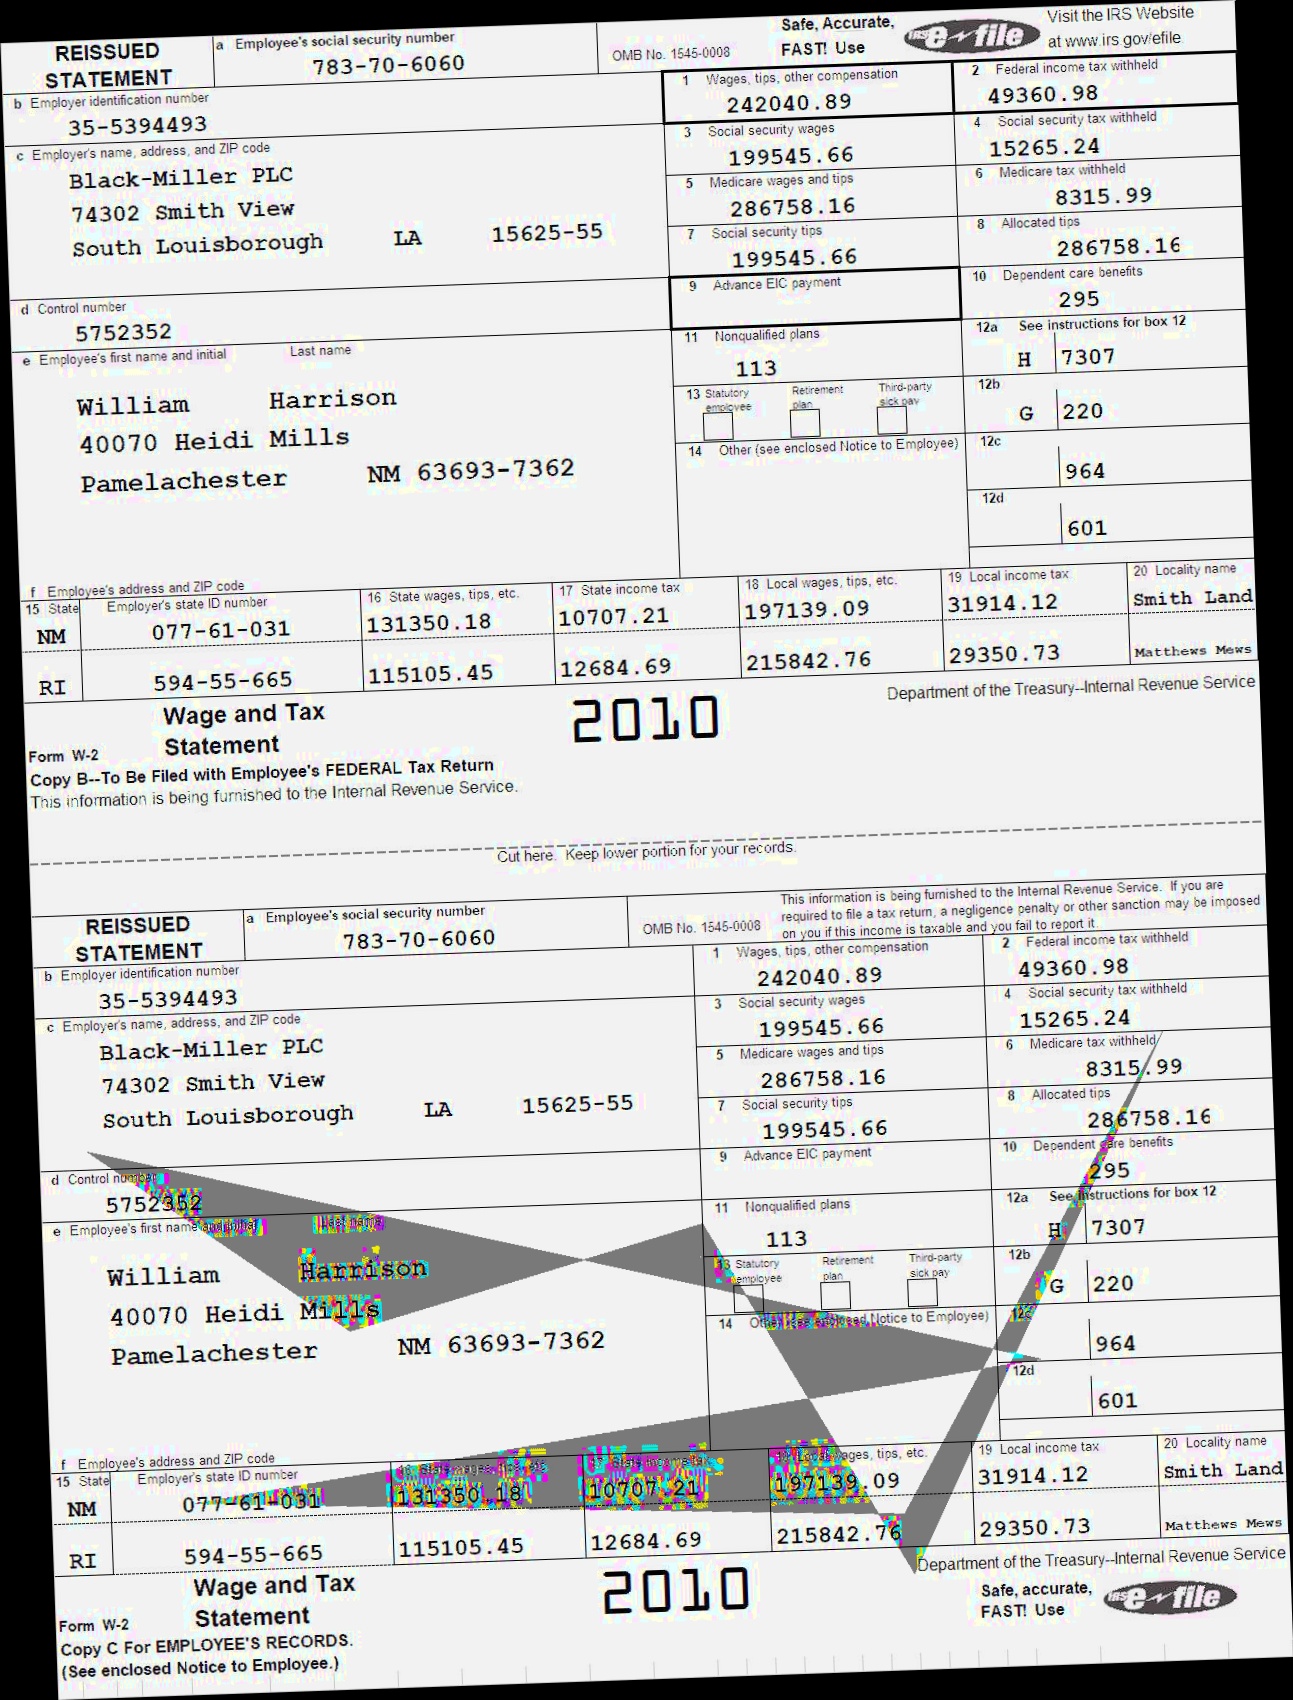 REISSUED STATEMENT
a Employee's social security number
783-70-6060
OMB No. 1545-0008
Safe, Accurate, FAST! Use
IRS e-file
Visit the IRS Website at www.irs.gov/efile
b Employer identification number
35-5394493
1 Wages, tips, other compensation
242040.89
2 Federal income tax withheld
49360.98
c Employer's name, address, and ZIP code
Black-Miller PLC
74302 Smith View
South Louisborough LA 15625-55
3 Social security wages
199545.66
4 Social security tax withheld
15265.24
5 Medicare wages and tips
286758.16
6 Medicare tax withheld
8315.99
7 Social security tips
199545.66
8 Allocated tips
286758.16
d Control number
5752352
9 Advance EIC payment
10 Dependent care benefits
295
e Employee's first name and initial Last name
William Harrison
40070 Heidi Mills
Pamelachester NM 63693-7362
11 Nonqualified plans
113
12a See instructions for box 12
H 7307
13 Statutory employee Retirement plan Third-party sick pay
12b
G 220
14 Other (see enclosed Notice to Employee)
12c
964
12d
601
f Employee's address and ZIP code
15 State Employer's state ID number
16 State wages, tips, etc.
17 State income tax
18 Local wages, tips, etc.
19 Local income tax
20 Locality name
NM 077-61-031 131350.18 10707.21 197139.09 31914.12 Smith Land
RI 594-55-665 115105.45 12684.69 215842.76 29350.73 Matthews Mews
Form W-2 Wage and Tax Statement
2010
Department of the Treasury--Internal Revenue Service
Copy B--To Be Filed with Employee's FEDERAL Tax Return
This information is being furnished to the Internal Revenue Service.
Cut here. Keep lower portion for your records.
REISSUED STATEMENT
a Employee's social security number
783-70-6060
OMB No. 1545-0008
This information is being furnished to the Internal Revenue Service. If you are
required to file a tax return, a negligence penalty or other sanction may be imposed
on you if this income is taxable and you fail to report it.
b Employer identification number
35-5394493
1 Wages, tips, other compensation
242040.89
2 Federal income tax withheld
49360.98
c Employer's name, address, and ZIP code
Black-Miller PLC
74302 Smith View
South Louisborough LA 15625-55
3 Social security wages
199545.66
4 Social security tax withheld
15265.24
5 Medicare wages and tips
286758.16
6 Medicare tax withheld
8315.99
7 Social security tips
199545.66
8 Allocated tips
286758.16
d Control number
5752352
9 Advance EIC payment
10 Dependent care benefits
295
e Employee's first name and initial Last name
William Harrison
40070 Heidi Mills
Pamelachester NM 63693-7362
11 Nonqualified plans
113
12a See instructions for box 12
H 7307
13 Statutory employee Retirement plan Third-party sick pay
12b
G 220
14 Other (see enclosed Notice to Employee)
12c
964
12d
601
f Employee's address and ZIP code
15 State Employer's state ID number
16 State wages, tips, etc.
17 State income tax
18 Local wages, tips, etc.
19 Local income tax
20 Locality name
NM 077-61-031 131350.18 10707.21 197139.09 31914.12 Smith Land
RI 594-55-665 115105.45 12684.69 215842.76 29350.73 Matthews Mews
Form W-2 Wage and Tax Statement
2010
Department of the Treasury--Internal Revenue Service
Safe, accurate, FAST! Use
IRS e-file
Copy C For EMPLOYEE'S RECORDS.
(See enclosed Notice to Employee.)